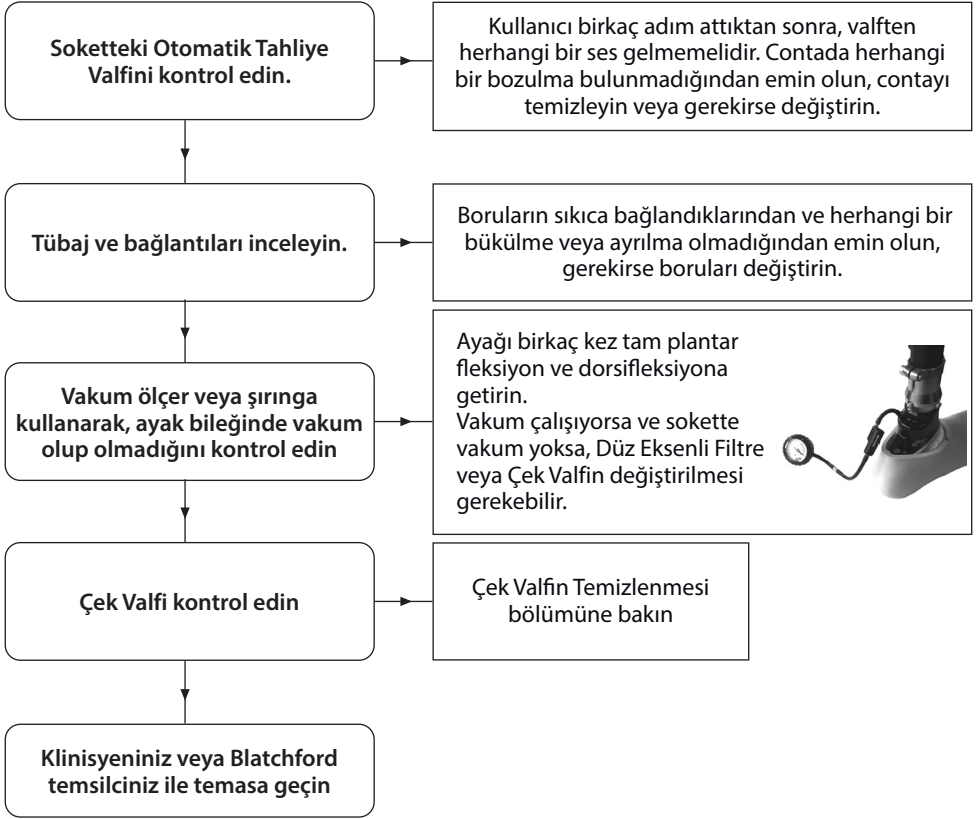 Soketteki Otomatik Tahliye
Valfini kontrol edin.
Kullanıcı birkaç adım attıktan sonra, valften
herhangi bir ses gelmemelidir. Contada herhangi
bir bozulma bulunmadığından emin olun, contayı
temizleyin veya gerekirse değiştirin.
Tübaj ve bağlantıları inceleyin.
Boruların sıkıca bağlandıklarından ve herhangi bir
bükülme veya ayrılma olmadığından emin olun,
gerekirse boruları değiştirin.
Vakum ölçer veya şırınga
kullanarak, ayak bileğinde vakum
olup olmadığını kontrol edin
Ayağı birkaç kez tam plantar
fleksiyon ve dorsifleksiyona
getirin.
Vakum çalışıyorsa ve sokette
vakum yoksa, Düz Eksenli Filtre
veya Çek Valfin değiştirilmesi
gerekebilir.
Çek Valfi kontrol edin
Çek Valfin Temizlenmesi
bölümüne bakın
Klinisyeniniz veya Blatchford
temsilciniz ile temasa geçin